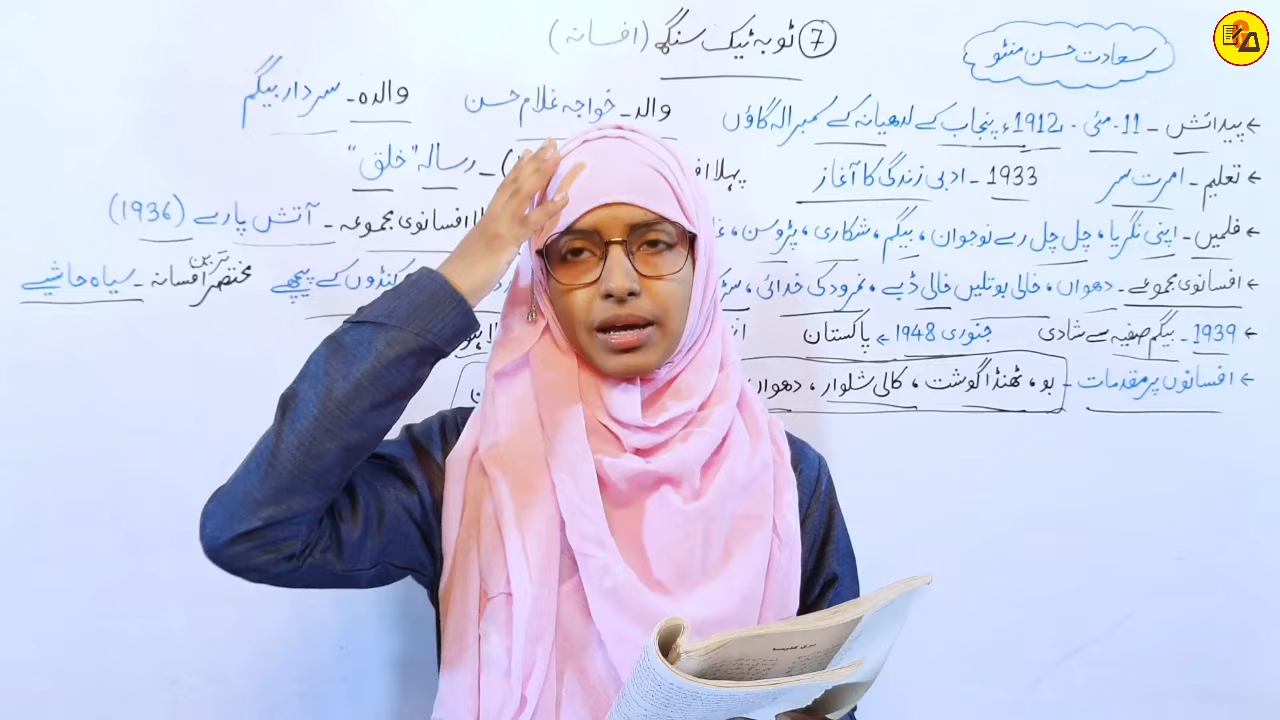 ⑦ ٹوبہ ٹیک سنگھ (افسانہ)
سعادت حسن منٹو
← پیدائش ـ 11 ـ مئی ـ 1912ء پنجاب کے لدھیانہ کے سمبرالہ گاؤں والد ـ خواجہ غلام حسن والدہ ـ سردار بیگم
← تعلیم ـ امرت سر 1933 ـ ادبی زندگی کا آغاز پہلا ـ رسالہ "خلق"
← فلمیں ـ اپنی نگریا، چل چل رے نوجوان، بیگم، شکاری، پڑوسن، افسانوی مجموعہ ـ آتش پارے (1936)
← افسانوی مجموعے ـ دھواں، خالی بوتلیں خالی ڈبے، نمرود کی خدائی، کے پیچھے مختصر ترین افسانہ ـ سیاہ حاشیے
← 1939 ـ بیگم صفیہ سے شادی جنوری 1948 ← پاکستان
← افسانوں پر مقدمات ـ بو، ٹھنڈا گوشت، کالی شلوار، دھواں